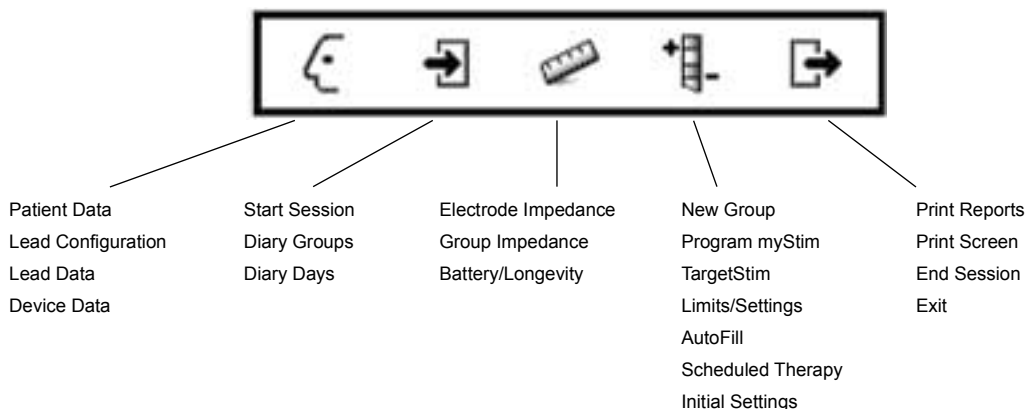 Patient Data
Lead Configuration
Lead Data
Device Data
Start Session
Diary Groups
Diary Days
Electrode Impedance
Group Impedance
Battery/Longevity
New Group
Program myStim
TargetStim
Limits/Settings
AutoFill
Scheduled Therapy
Initial Settings
Print Reports
Print Screen
End Session
Exit